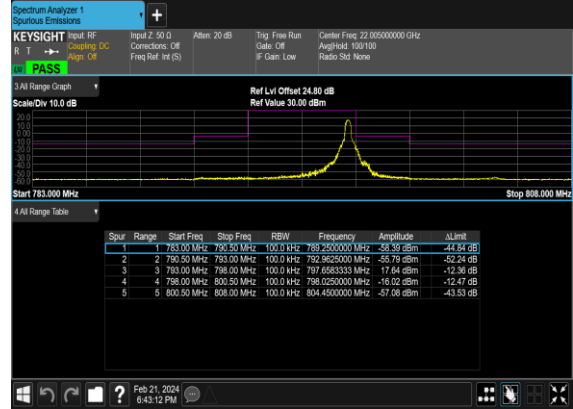 Spectrum Analyzer 1
Spurious Emissions
KEYSIGHT Input: RF Input Z: 50 Ω Atten: 20 dB Trig: Free Run Center Freq: 22.005000000 GHz
R T Coupling: DC Corrections: Off Gate: Off Avg|Hold: 100/100
Align: Off Freq Ref: Int (S) IF Gain: Low Radio Std: None
PASS
3 All Range Graph
Ref Lvl Offset 24.80 dB
Scale/Div 10.0 dB Ref Value 30.00 dBm
20.0
10.0
0.00
-10.0
-20.0
-30.0
-40.0
-50.0
-60.0
Start 783.000 MHz Stop 808.000 MHz
4 All Range Table
Spur Range Start Freq Stop Freq RBW Frequency Amplitude ΔLimit
1 1 783.00 MHz 790.50 MHz 100.0 kHz 789.2500000 MHz -58.39 dBm -44.84 dB
2 2 790.50 MHz 793.00 MHz 100.0 kHz 792.9625000 MHz -55.79 dBm -52.24 dB
3 3 793.00 MHz 798.00 MHz 100.0 kHz 797.6583333 MHz 17.64 dBm -12.36 dB
4 4 798.00 MHz 800.50 MHz 100.0 kHz 798.0250000 MHz -16.02 dBm -12.47 dB
5 5 800.50 MHz 808.00 MHz 100.0 kHz 804.4500000 MHz -57.08 dBm -43.53 dB
Feb 21, 2024
6:43:12 PM